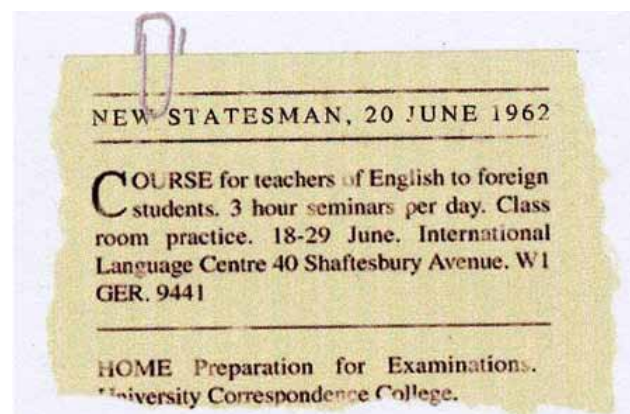 NEW STATESMAN, 20 JUNE 1962
COURSE for teachers of English to foreign
students. 3 hour seminars per day. Class
room practice. 18-29 June. International
Language Centre 40 Shaftesbury Avenue. W1
GER. 9441
HOME Preparation for Examinations.
University Correspondence College.